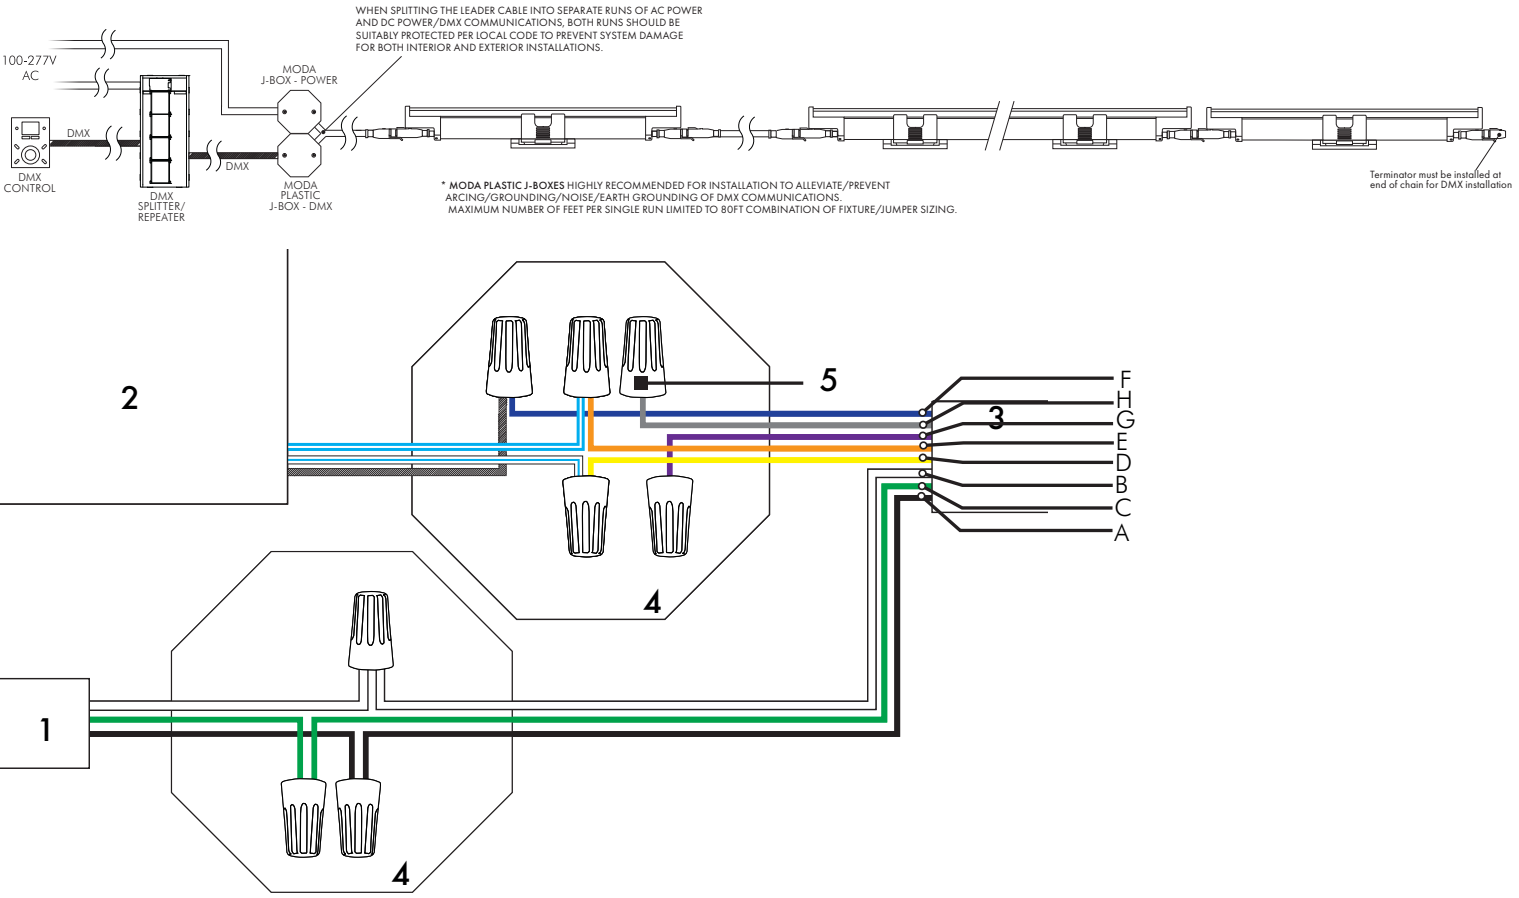 WHEN SPLITTING THE LEADER CABLE INTO SEPARATE RUNS OF AC POWER
AND DC POWER/DMX COMMUNICATIONS, BOTH RUNS SHOULD BE
SUITABLY PROTECTED PER LOCAL CODE TO PREVENT SYSTEM DAMAGE
FOR BOTH INTERIOR AND EXTERIOR INSTALLATIONS.
100-277V
AC
MODA
J-BOX - POWER
DMX
DMX
CONTROL
DMX
SPLITTER/
REPEATER
DMX
MODA
PLASTIC
J-BOX - DMX
* MODA PLASTIC J-BOXES HIGHLY RECOMMENDED FOR INSTALLATION TO ALLEVIATE/PREVENT
ARCING/GROUNDING/NOISE/EARTH GROUNDING OF DMX COMMUNICATIONS.
MAXIMUM NUMBER OF FEET PER SINGLE RUN LIMITED TO 80FT COMBINATION OF FIXTURE/JUMPER SIZING.
Terminator must be installed at
end of chain for DMX installation
2
5
3
F
H
G
E
D
B
C
A
4
1
4